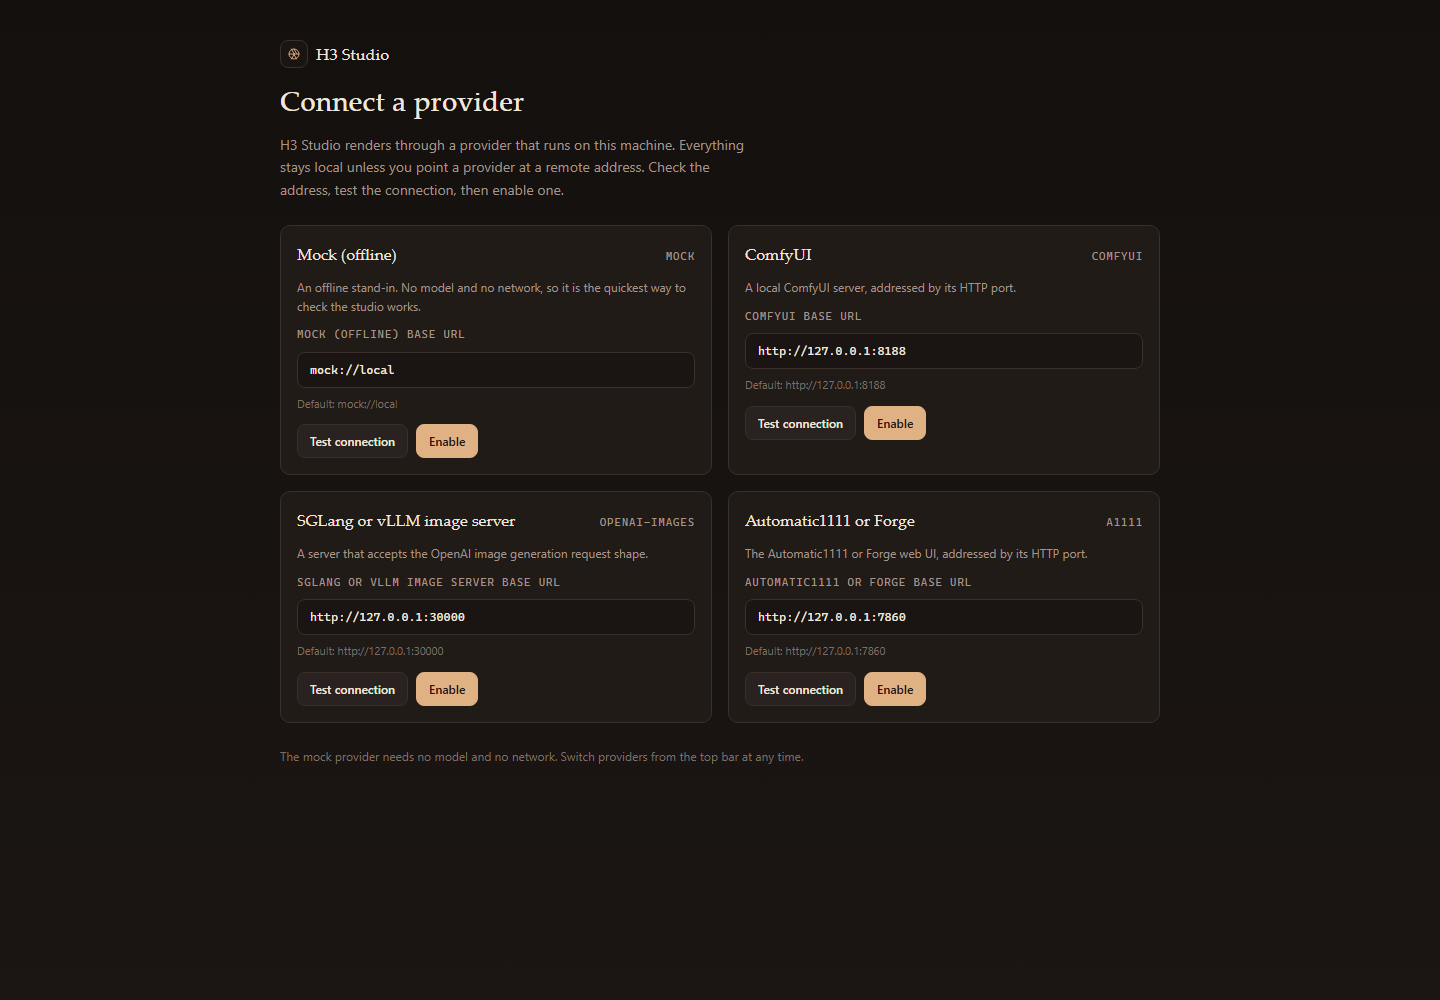 H3 Studio
Connect a provider
H3 Studio renders through a provider that runs on this machine. Everything
stays local unless you point a provider at a remote address. Check the
address, test the connection, then enable one.
Mock (offline)
MOCK
An offline stand-in. No model and no network, so it is the quickest way to
check the studio works.
MOCK (OFFLINE) BASE URL
mock://local
Default: mock://local
Test connection
Enable
ComfyUI
COMFYUI
A local ComfyUI server, addressed by its HTTP port.
COMFYUI BASE URL
http://127.0.0.1:8188
Default: http://127.0.0.1:8188
Test connection
Enable
SGLang or vLLM image server
OPENAI-IMAGES
A server that accepts the OpenAI image generation request shape.
SGLANG OR VLLM IMAGE SERVER BASE URL
http://127.0.0.1:30000
Default: http://127.0.0.1:30000
Test connection
Enable
Automatic1111 or Forge
A1111
The Automatic1111 or Forge web UI, addressed by its HTTP port.
AUTOMATIC1111 OR FORGE BASE URL
http://127.0.0.1:7860
Default: http://127.0.0.1:7860
Test connection
Enable
The mock provider needs no model and no network. Switch providers from the top bar at any time.